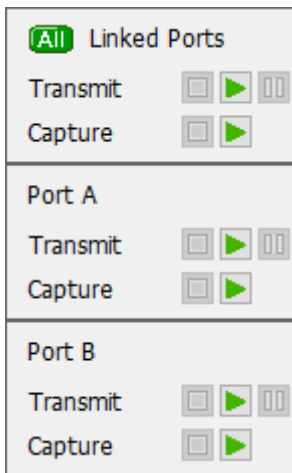 All Linked Ports
Transmit
Capture
Port A
Transmit
Capture
Port B
Transmit
Capture